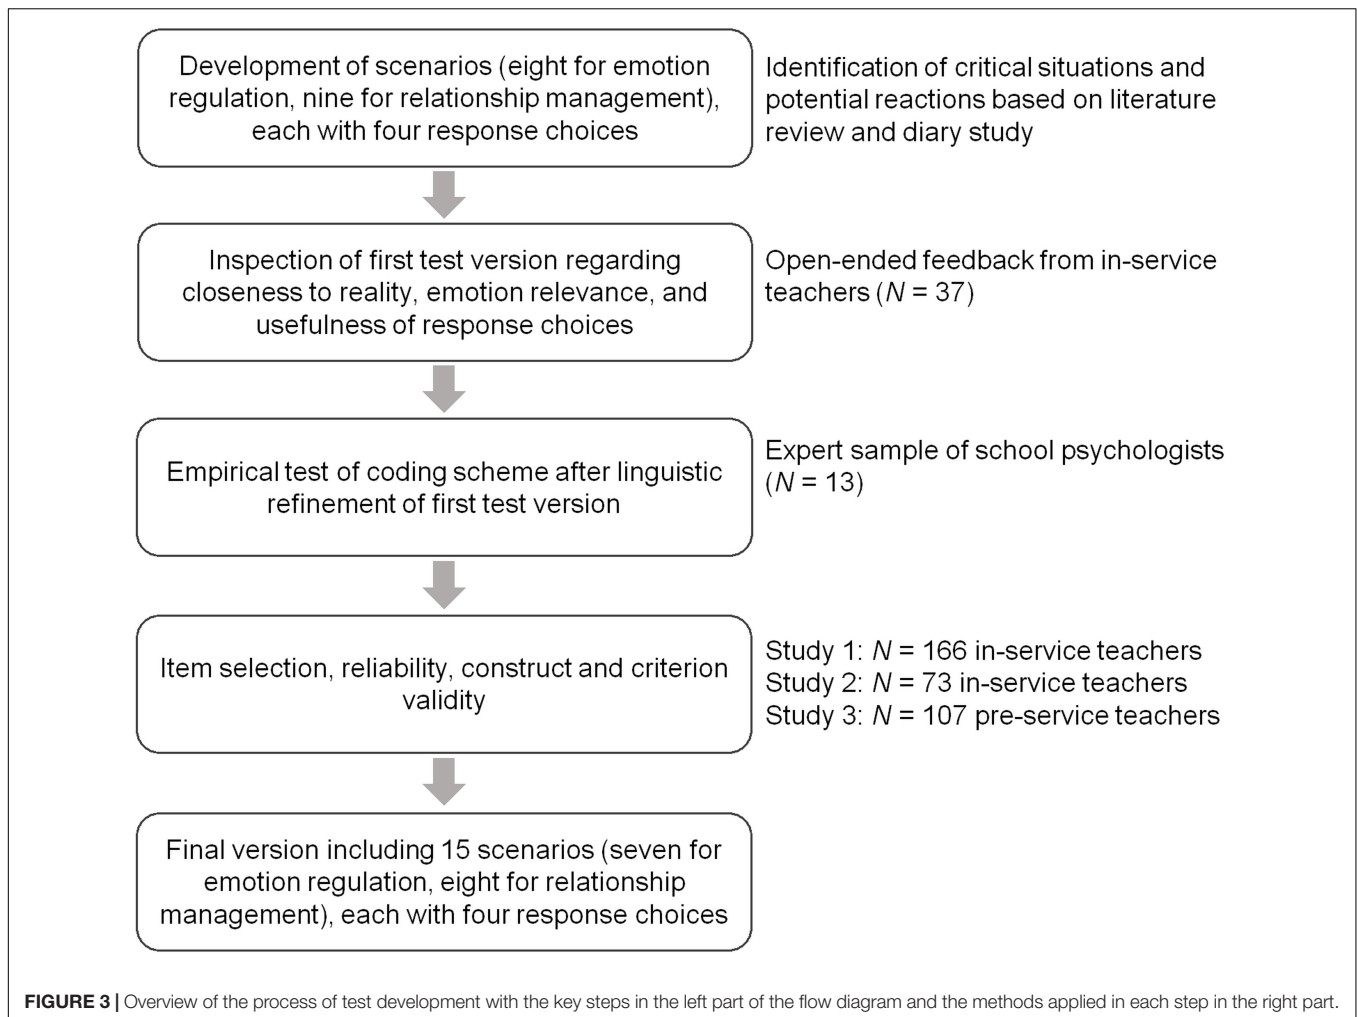 Development of scenarios (eight for emotion
regulation, nine for relationship management),
each with four response choices
Identification of critical situations and
potential reactions based on literature
review and diary study
Inspection of first test version regarding
closeness to reality, emotion relevance, and
usefulness of response choices
Open-ended feedback from in-service
teachers (N = 37)
Empirical test of coding scheme after linguistic
refinement of first test version
Expert sample of school psychologists
(N = 13)
Item selection, reliability, construct and criterion
validity
Study 1: N = 166 in-service teachers
Study 2: N = 73 in-service teachers
Study 3: N = 107 pre-service teachers
Final version including 15 scenarios (seven for
emotion regulation, eight for relationship
management), each with four response choices
FIGURE 3 | Overview of the process of test development with the key steps in the left part of the flow diagram and the methods applied in each step in the right part.